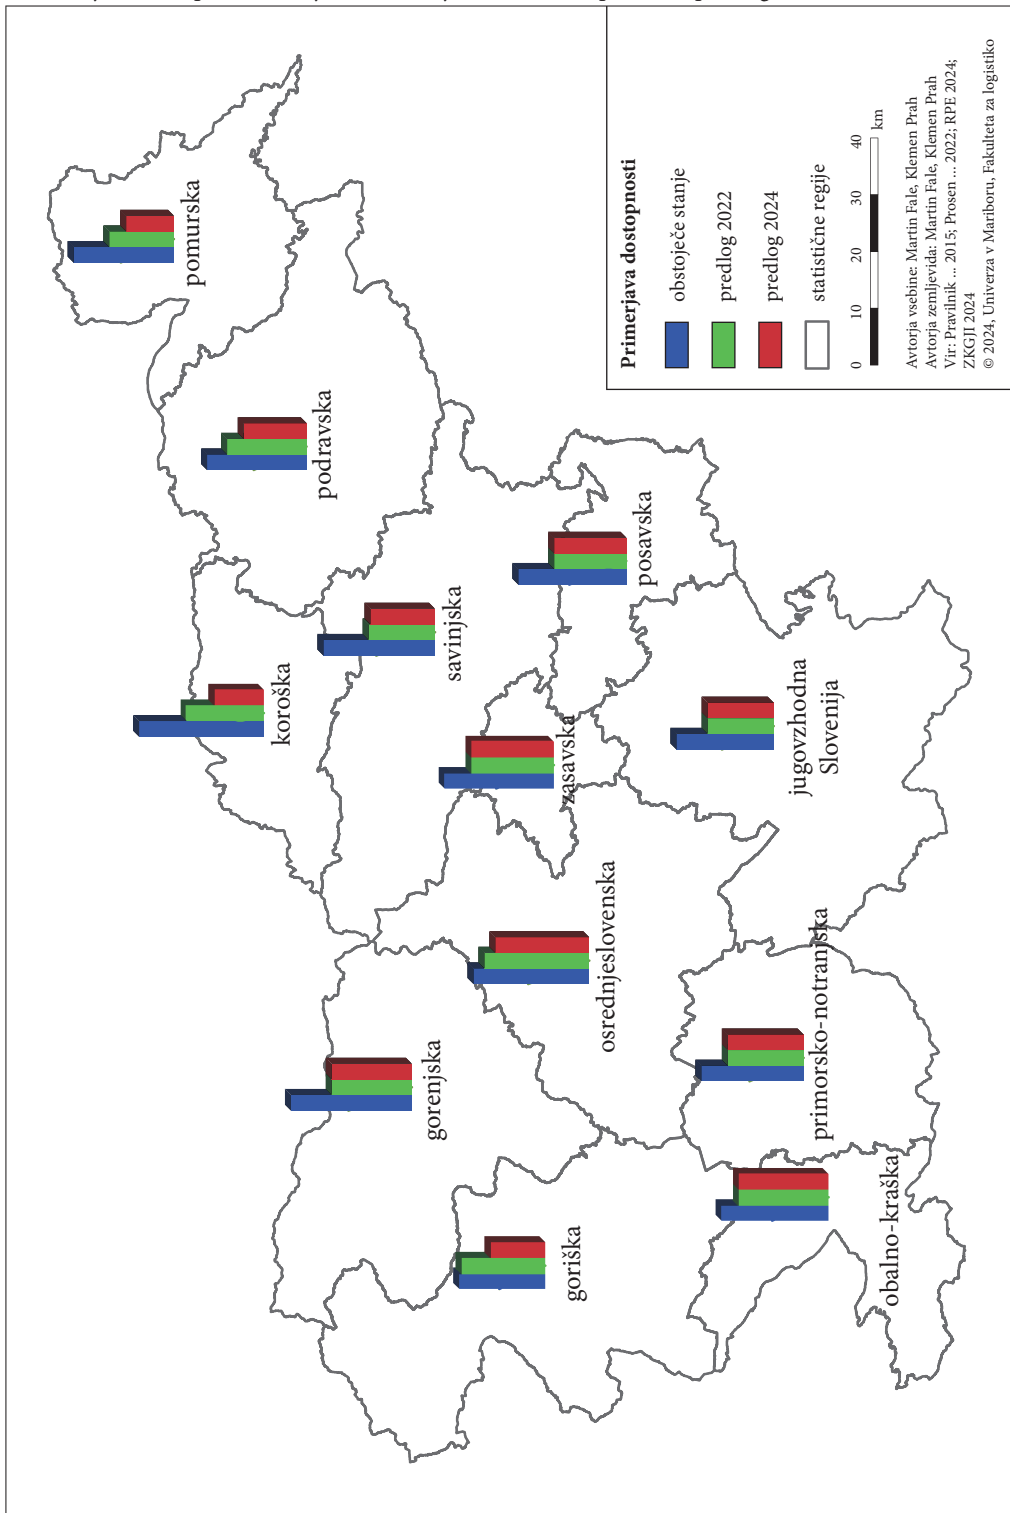 pomurska
podravska
koroška
savinjska
posavska
zasavska
jugovzhodna
Slovenija
gorenjska
osrednjeslovenska
primorsko-notranjska
goriška
obalno-kraška
Primerjava dostopnosti
obstoječe stanje
predlog 2022
predlog 2024
statistične regije
0 10 20 30 40
km
Avtorja vsebine: Martin Fale, Klemen Prah
Avtorja zemljevida: Martin Fale, Klemen Prah
Vir: Pravilnik ... 2015; Prosen ... 2022; RPE 2024;
ZKGJI 2024
© 2024, Univerza v Mariboru, Fakulteta za logistiko